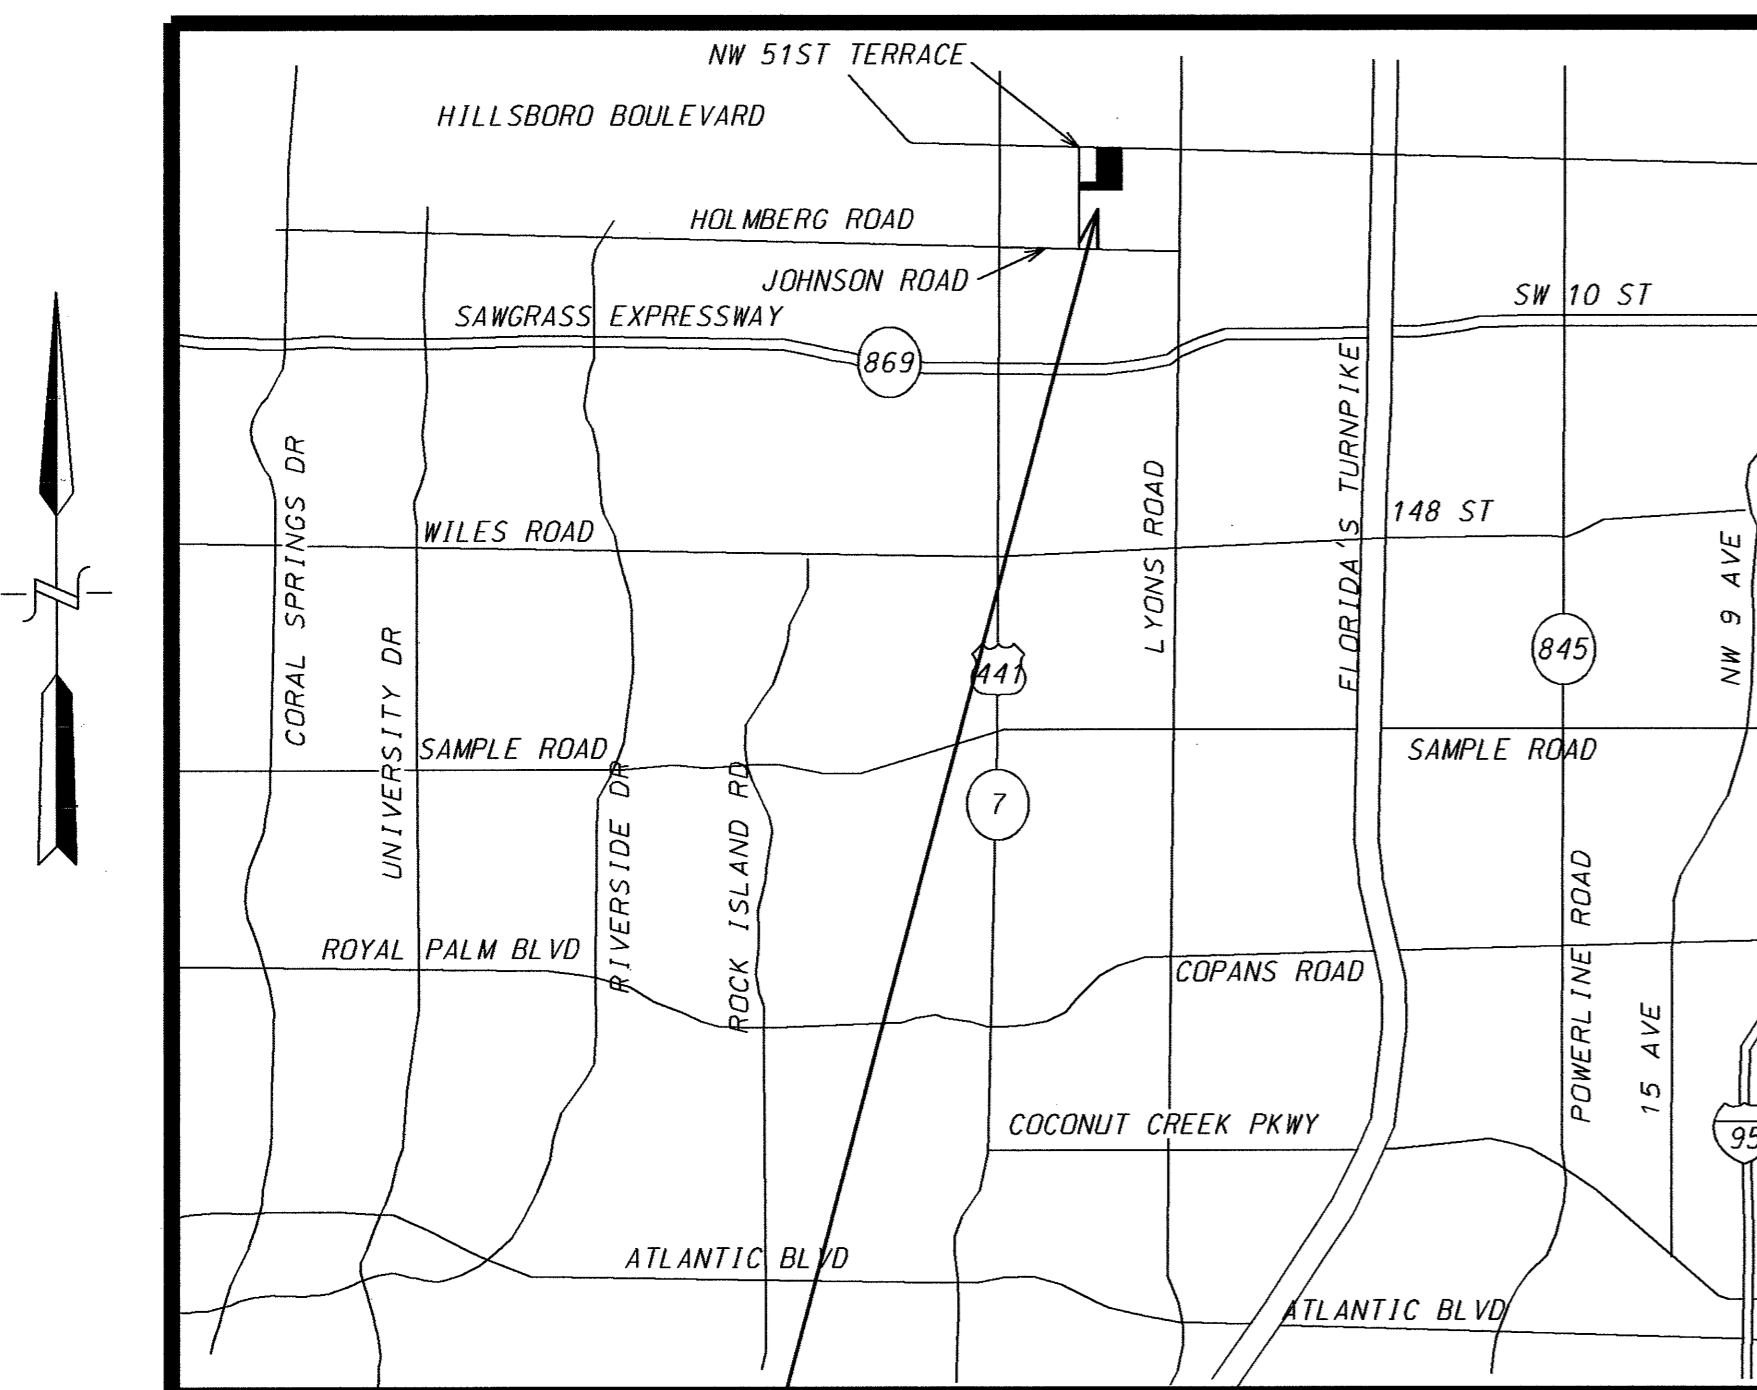 NW 51ST TERRACE
HILLSBORO BOULEVARD
HOLMBERG ROAD
JOHNSON ROAD
SW 10 ST
SAWGRASS EXPRESSWAY
869
FLORIDA'S TURNPIKE
CORAL SPRINGS DR
LYONS ROAD
148 ST
WILES ROAD
NW 9 AVE
N
UNIVERSITY DR
845
441
SAMPLE ROAD
SAMPLE ROAD
RIVERSIDE DR
ROCK ISLAND RD
7
POWERLINE ROAD
ROYAL PALM BLVD
COPANS ROAD
15 AVE
COCONUT CREEK PKWY
95
ATLANTIC BLVD
ATLANTIC BLVD